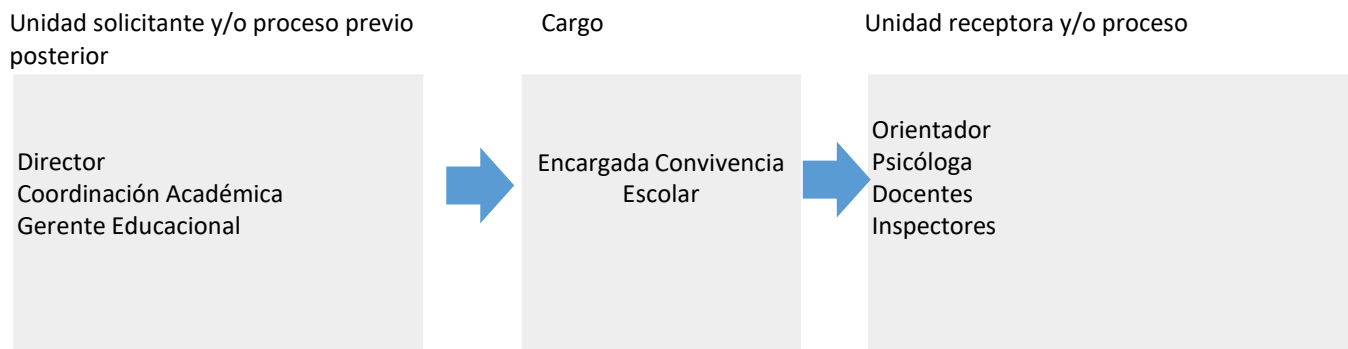 Unidad solicitante y/o proceso previo
posterior
Cargo
Unidad receptora y/o proceso
Director
Coordinación Académica
Gerente Educacional
Encargada Convivencia
Escolar
Orientador
Psicóloga
Docentes
Inspectores